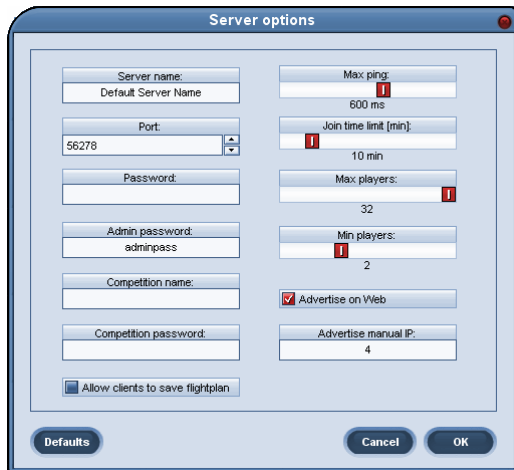 Server options
Server name:
Default Server Name
Port:
56278
Password:
Admin password:
adminpass
Competition name:
Competition password:
Allow clients to save flightplan
Max ping:
600 ms
Join time limit [min]:
10 min
Max players:
32
Min players:
2
Advertise on Web
Advertise manual IP:
4
Defaults
Cancel
OK